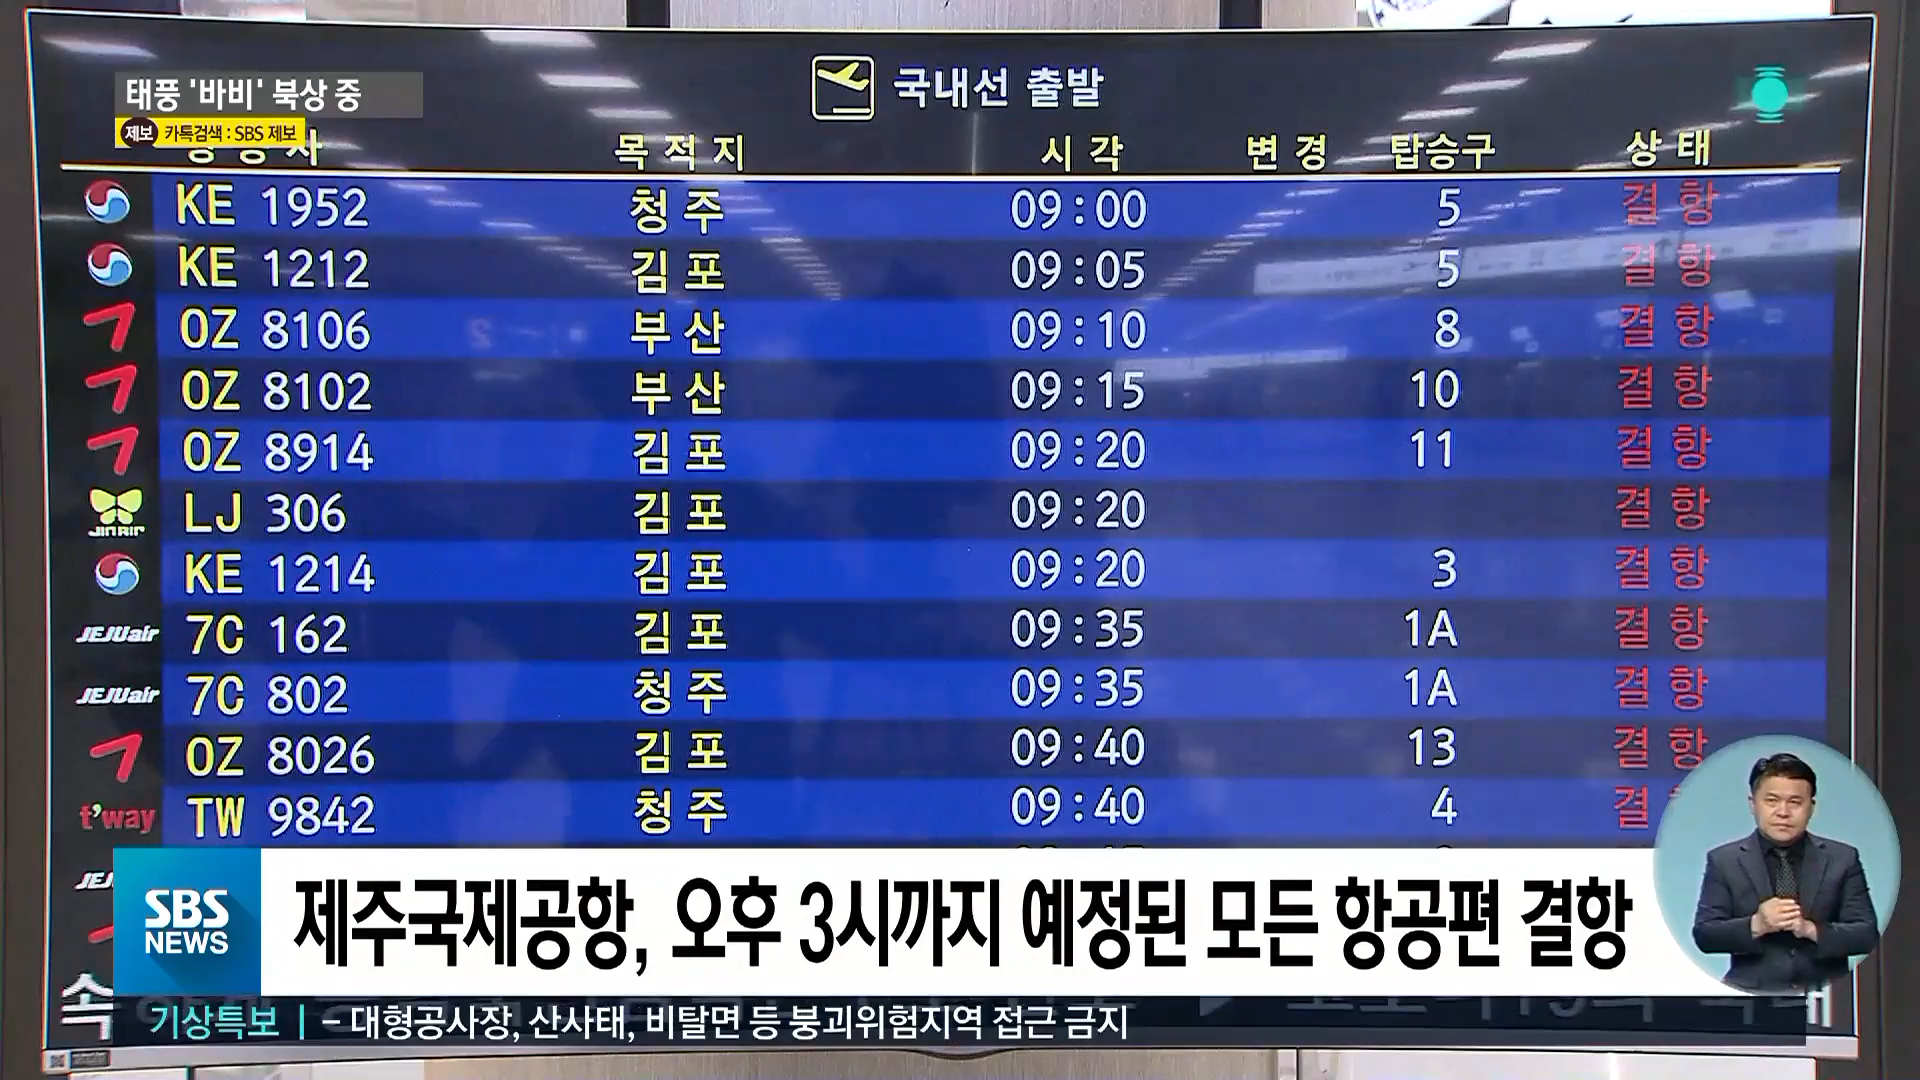 태풍 '바비' 북상 중
제보 카톡검색 : SBS 제보
국내선 출발
목적지 시각 변경 탑승구 상태
KE 1952 청주 09:00 5 결항
KE 1212 김포 09:05 5 결항
OZ 8106 부산 09:10 8 결항
OZ 8102 부산 09:15 10 결항
OZ 8914 김포 09:20 11 결항
JINAIR LJ 306 김포 09:20 결항
KE 1214 김포 09:20 3 결항
JEJUair 7C 162 김포 09:35 1A 결항
JEJUair 7C 802 청주 09:35 1A 결항
OZ 8026 김포 09:40 13 결항
t'way TW 9842 청주 09:40 4 결
SBS NEWS
제주국제공항, 오후 3시까지 예정된 모든 항공편 결항
속
기상특보 | - 대형공사장, 산사태, 비탈면 등 붕괴위험지역 접근 금지